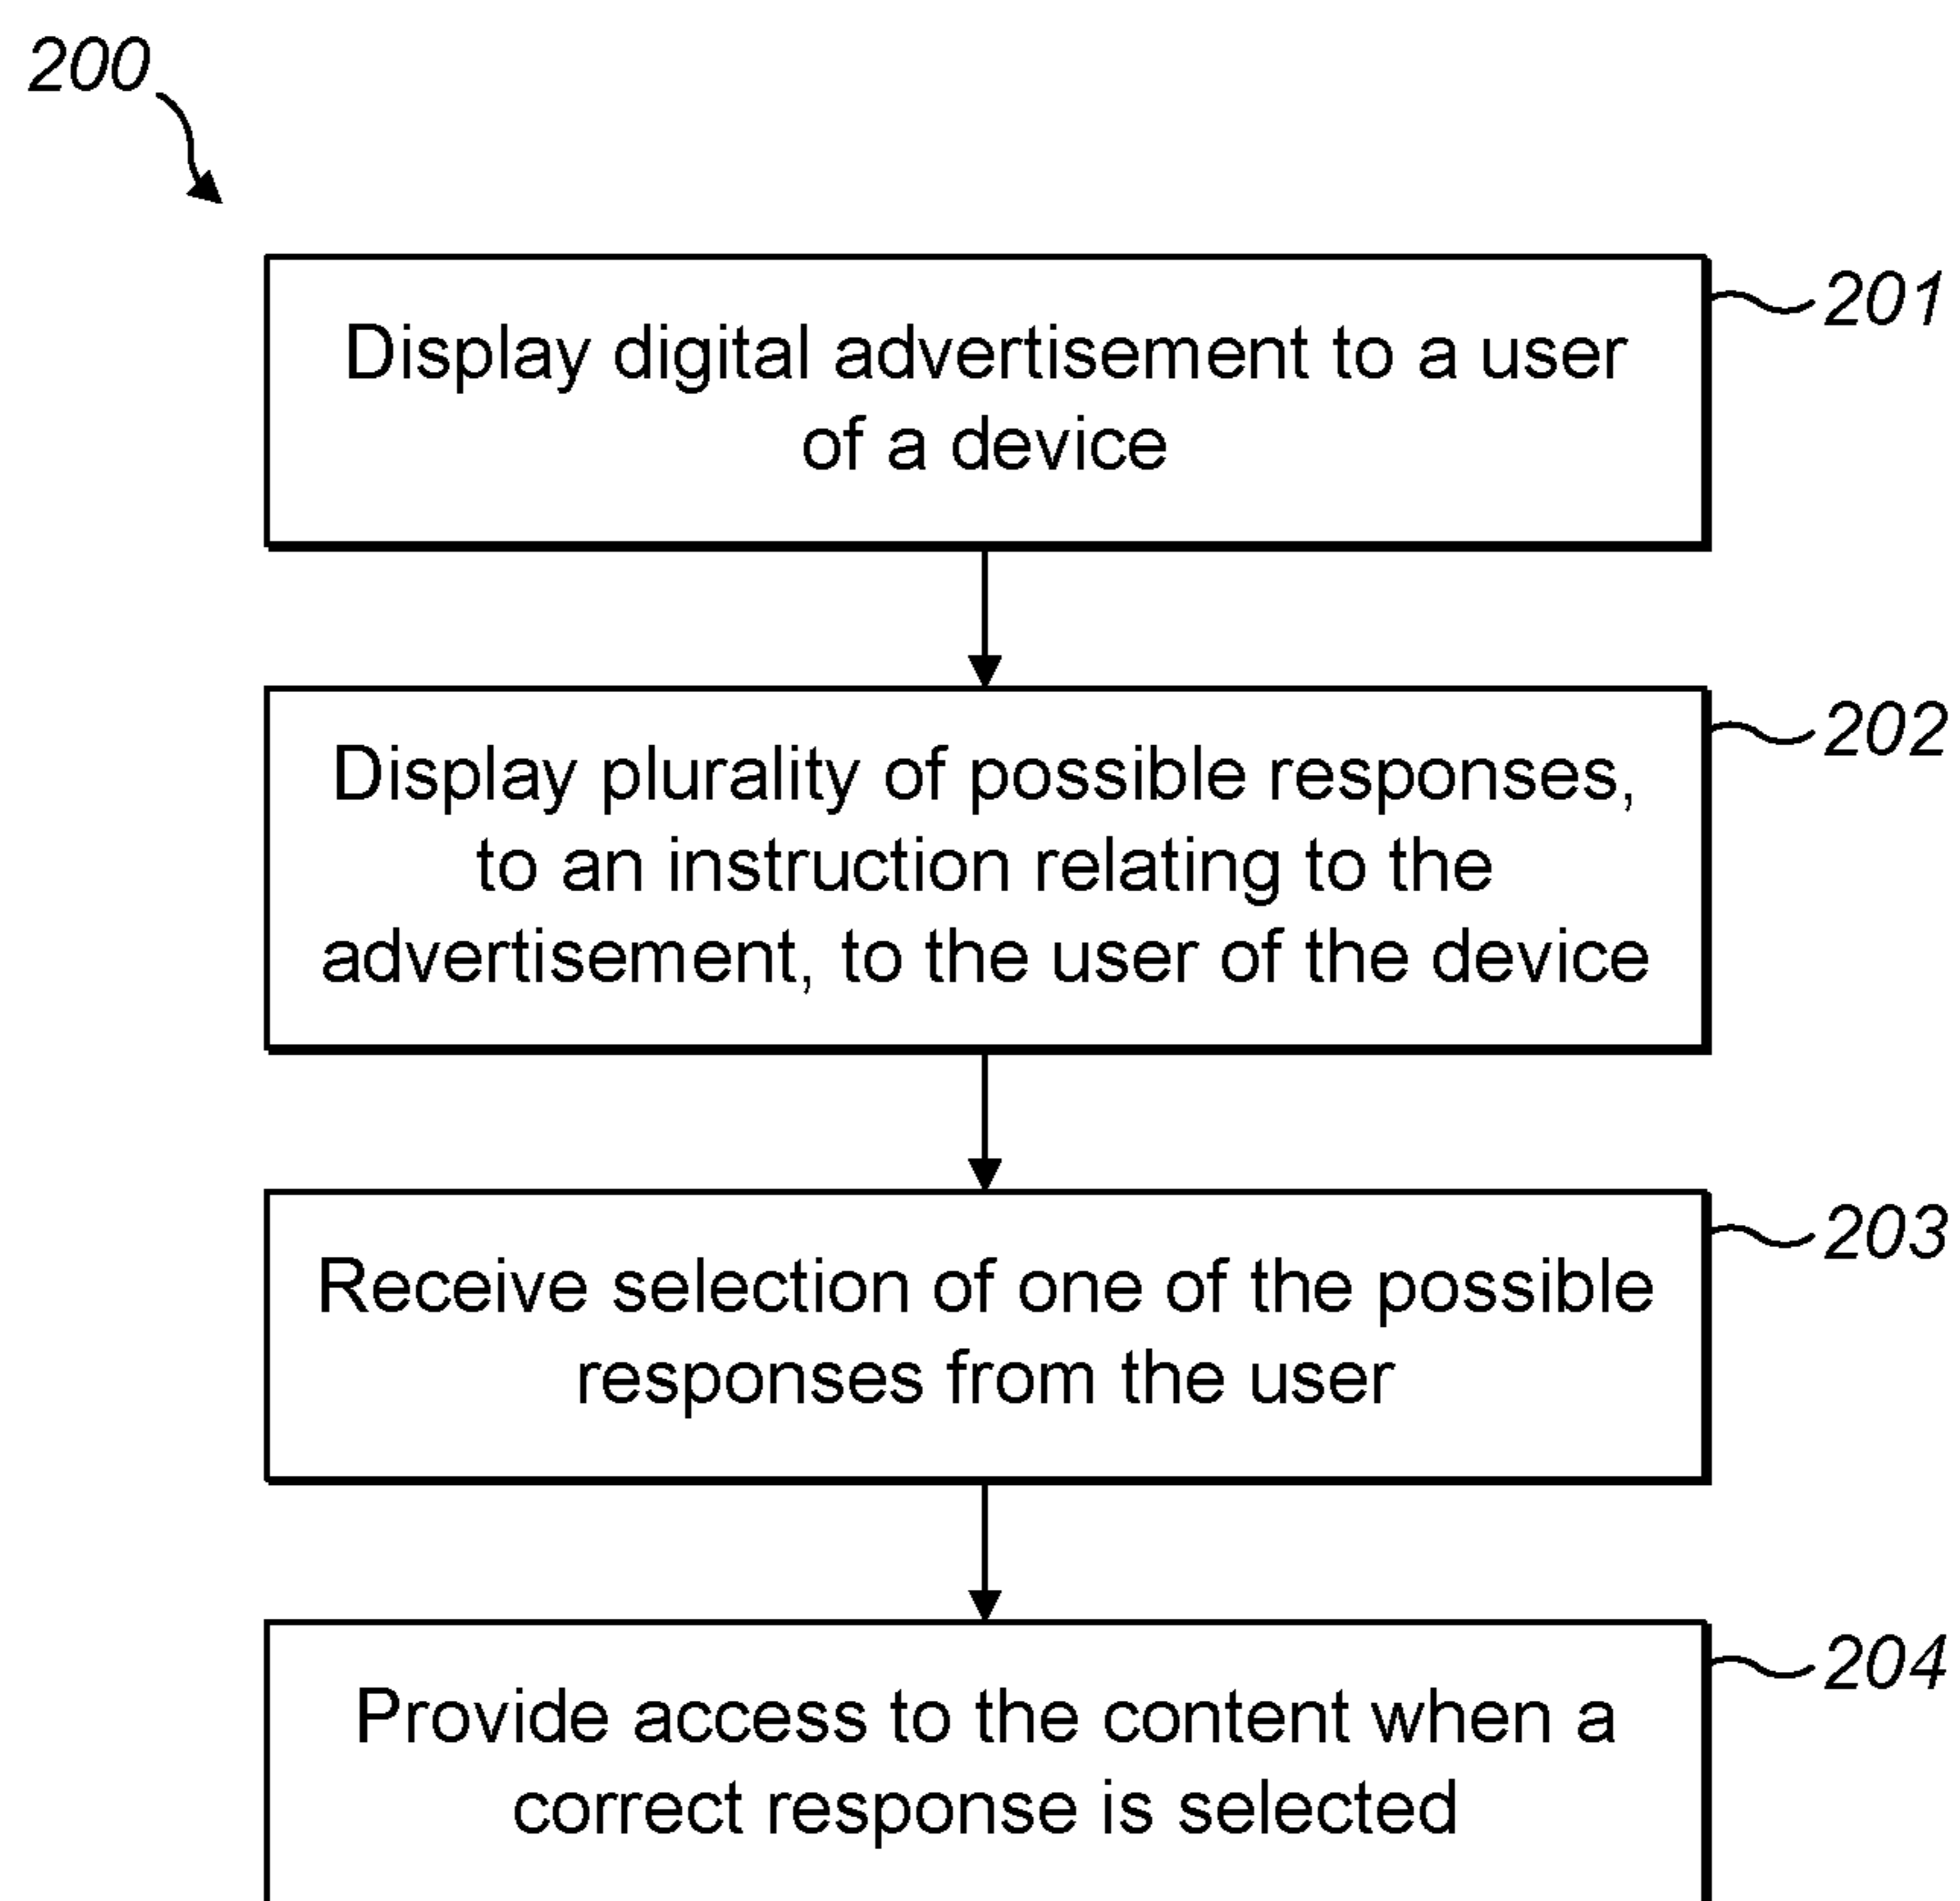 200
201
Display digital advertisement to a user
of a device
202
Display plurality of possible responses,
to an instruction relating to the
advertisement, to the user of the device
203
Receive selection of one of the possible
responses from the user
204
Provide access to the content when a
correct response is selected